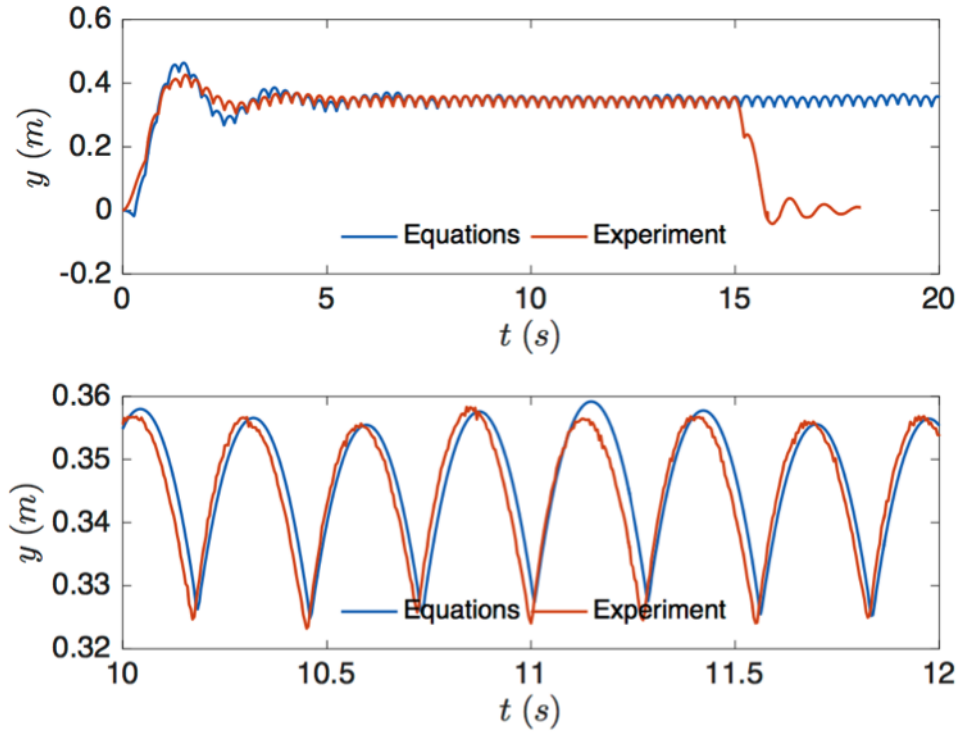 0.6
0.4
0.2
0
-0.2
y (m)
Equations
Experiment
0 5 10 15 20
t (s)
0.36
0.35
0.34
0.33
0.32
y (m)
Equations
Experiment
10 10.5 11 11.5 12
t (s)